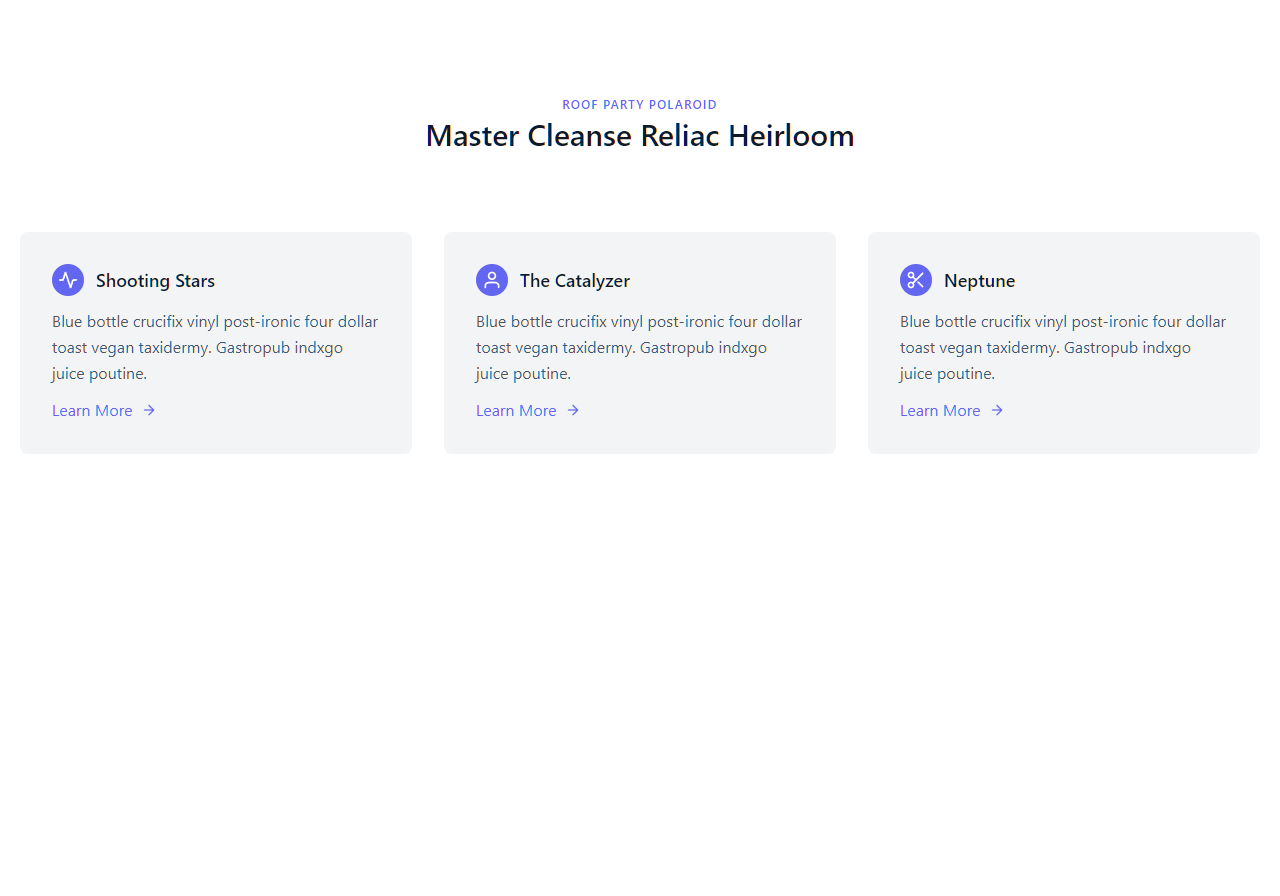 ROOF PARTY POLAROID
Master Cleanse Reliac Heirloom
Shooting Stars
Blue bottle crucifix vinyl post-ironic four dollar
toast vegan taxidermy. Gastropub indxgo
juice poutine.
Learn More
The Catalyzer
Blue bottle crucifix vinyl post-ironic four dollar
toast vegan taxidermy. Gastropub indxgo
juice poutine.
Learn More
Neptune
Blue bottle crucifix vinyl post-ironic four dollar
toast vegan taxidermy. Gastropub indxgo
juice poutine.
Learn More